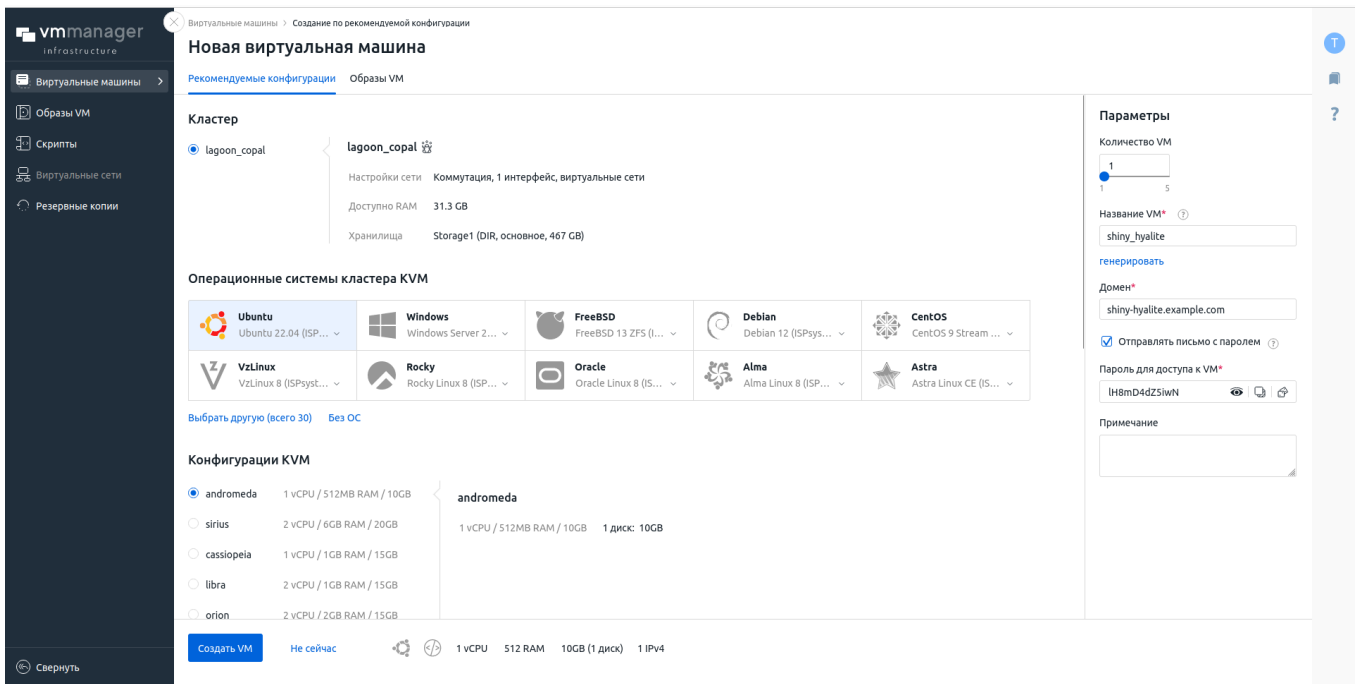 vmmanager
infrastructure
Виртуальные машины
Образы VM
Скрипты
Виртуальные сети
Резервные копии
Свернуть
Виртуальные машины > Создание по рекомендуемой конфигурации
Новая виртуальная машина
Рекомендуемые конфигурации Образы VM
Кластер
lagoon_copal
lagoon_copal
Настройки сети Коммутация, 1 интерфейс, виртуальные сети
Доступно RAM 31.3 GB
Хранилища Storage1 (DIR, основное, 467 GB)
Операционные системы кластера KVM
Ubuntu
Ubuntu 22.04 (ISP...
Windows
Windows Server 2...
FreeBSD
FreeBSD 13 ZFS (I...
Debian
Debian 12 (ISPsys...
CentOS
CentOS 9 Stream ...
VzLinux
VzLinux 8 (ISPsyst...
Rocky
Rocky Linux 8 (ISP...
Oracle
Oracle Linux 8 (IS...
Alma
Alma Linux 8 (ISP...
Astra
Astra Linux CE (IS...
Выбрать другую (всего 30) Без ОС
Конфигурации KVM
andromeda 1 vCPU / 512MB RAM / 10GB
sirius 2 vCPU / 6GB RAM / 20GB
cassiopeia 1 vCPU / 1GB RAM / 15GB
libra 2 vCPU / 1GB RAM / 15GB
orion 2 vCPU / 2GB RAM / 15GB
andromeda
1 vCPU / 512MB RAM / 10GB 1 диск: 10GB
Создать VM Не сейчас 1 vCPU 512 RAM 10GB (1 диск) 1 IPv4
Параметры
Количество VM
1
1 5
Название VM* ?
shiny_hyalite
генерировать
Домен*
shiny-hyalite.example.com
Отправлять письмо с паролем ?
Пароль для доступа к VM*
lH8mD4dZ5iwN
Примечание
T
?